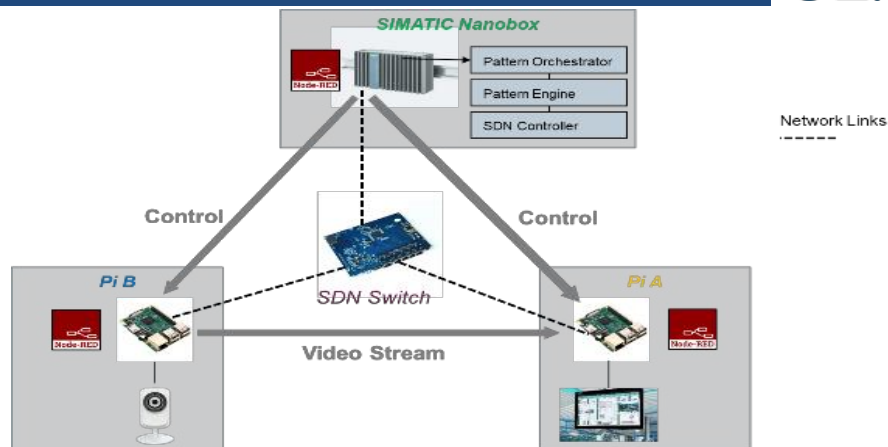 SIMATIC Nanobox
Node-RED
Pattern Orchestrator
Pattern Engine
SDN Controller
Network Links
Control
Control
SDN Switch
Pi B
Pi A
Node-RED
Node-RED
Video Stream